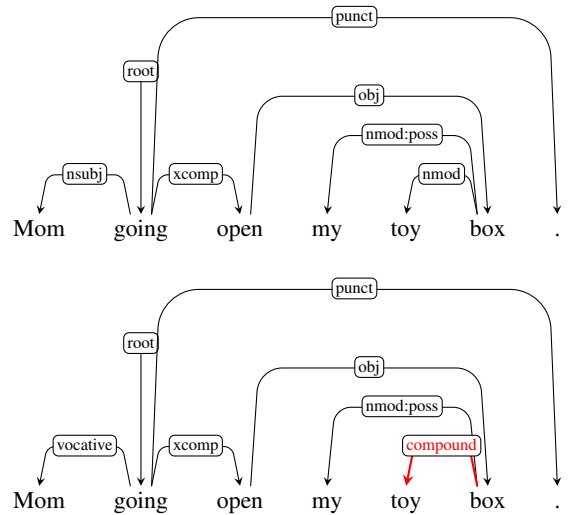 punct
root
obj
nmod:poss
nsubj xcomp nmod
Mom going open my toy box .
punct
root
obj
nmod:poss
vocative xcomp compound
Mom going open my toy box .